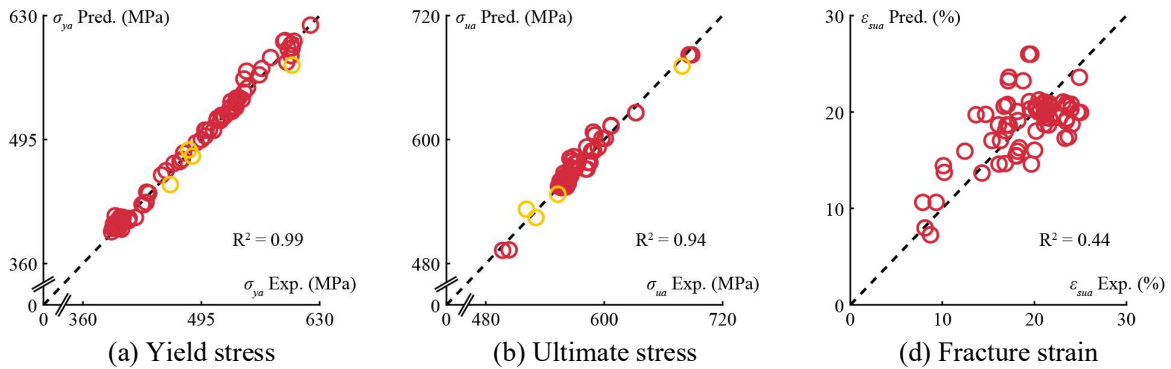 σya Pred. (MPa)
630
495
360
0
R² = 0.99
σya Exp. (MPa)
0 360 495 630
(a) Yield stress
σua Pred. (MPa)
720
600
480
0
R² = 0.94
σua Exp. (MPa)
0 480 600 720
(b) Ultimate stress
εsua Pred. (%)
30
20
10
0
R² = 0.44
εsua Exp. (%)
0 10 20 30
(d) Fracture strain